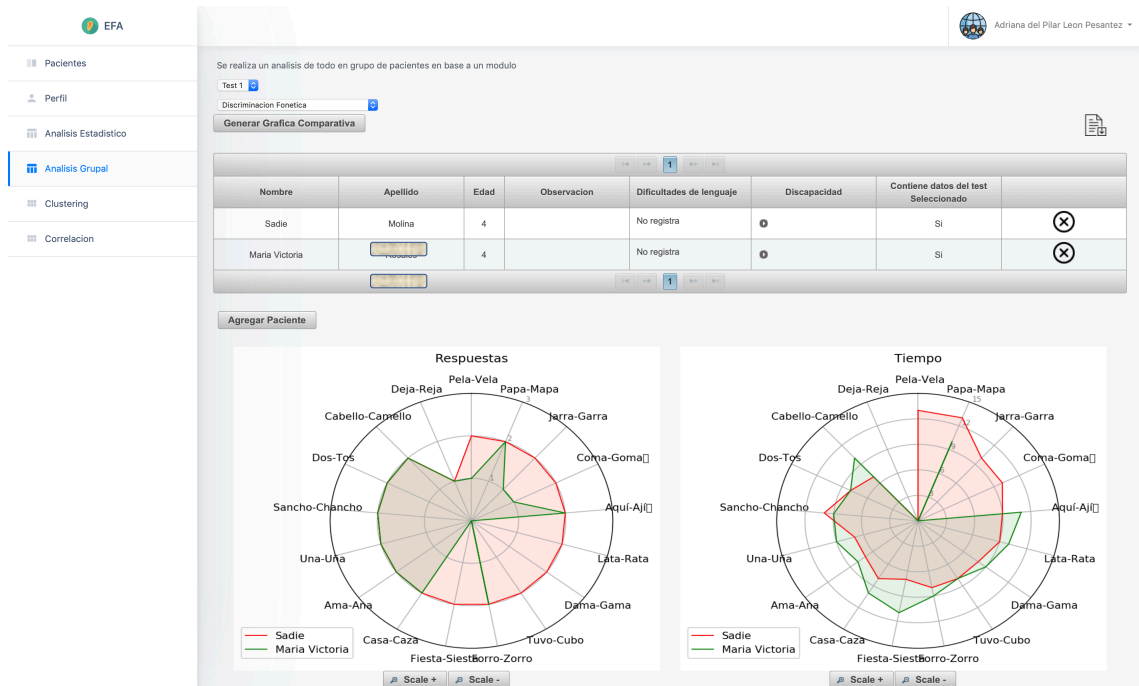 EFA
Adriana del Pilar Leon Pesantez
Pacientes
Perfil
Analisis Estadistico
Analisis Grupal
Clustering
Correlacion
Se realiza un analisis de todo en grupo de pacientes en base a un modulo
Test 1
Discriminacion Fonetica
Generar Grafica Comparativa
1
Nombre Apellido Edad Observacion Dificultades de lenguaje Discapacidad Contiene datos del test
Seleccionado
Sadie Molina 4 No registra Si
Maria Victoria 4 No registra Si
1
Agregar Paciente
Respuestas
Pela-Vela
Deja-Reja Papa-Mapa
3
Cabello-Camello Jarra-Garra
2
Dos-Tos Coma-Goma
1
Sancho-Chancho Aquí-Ají
Una-Uña Lata-Rata
Ama-Ana Dama-Gama
Casa-Caza Tuvo-Cubo
Fiesta-Siesta Forro-Zorro
Sadie
Maria Victoria
Scale + Scale -
Tiempo
Pela-Vela
Deja-Reja Papa-Mapa
15
Cabello-Camello Jarra-Garra
12
9
Dos-Tos Coma-Goma
6
3
Sancho-Chancho Aquí-Ají
Una-Uña Lata-Rata
Ama-Ana Dama-Gama
Casa-Caza Tuvo-Cubo
Fiesta-Siesta Forro-Zorro
Sadie
Maria Victoria
Scale + Scale -